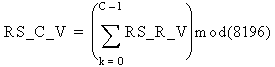 RS_C_V = ( C−1 ∑ k=0 RS_R_V ) mod(8196)